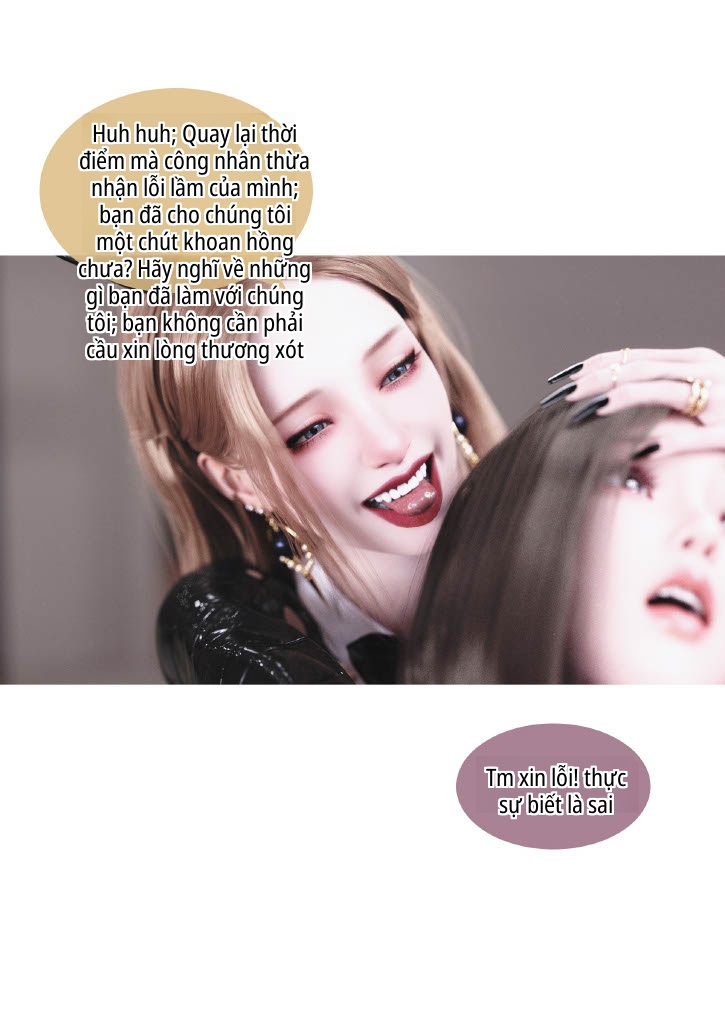 Huh huh; Quay lại thời
điểm mà công nhân thừa
nhận lỗi lầm của mình;
bạn đã cho chúng tôi
một chút khoan hồng
chưa? Hãy nghĩ về những
gì bạn đã làm với chúng
tôi; bạn không cần phải
cầu xin lòng thương xót
Tm xin lỗi! thực
sự biết là sai